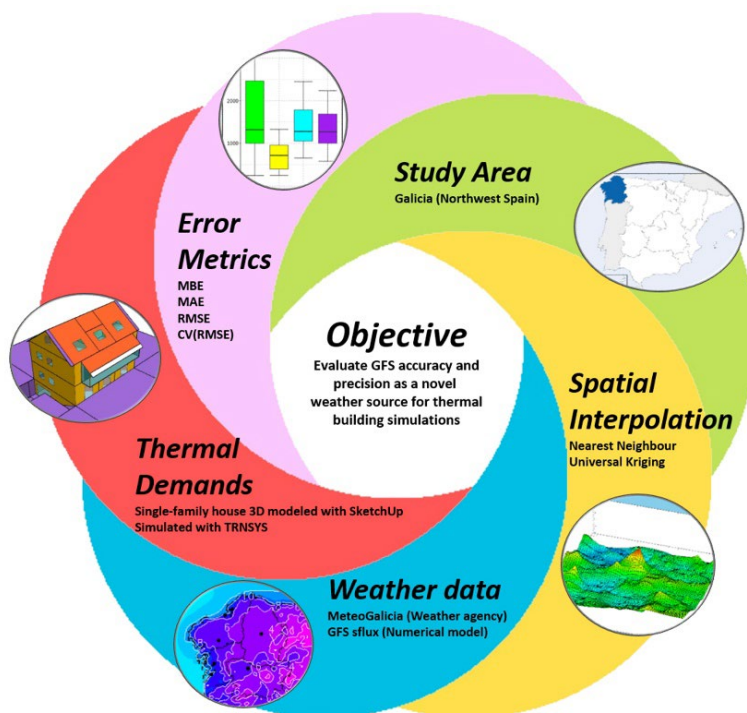 2000
1000
Study Area
Galicia (Northwest Spain)
Error
Metrics
MBE
MAE
RMSE
CV(RMSE)
Objective
Evaluate GFS accuracy and
precision as a novel
weather source for thermal
building simulations
Spatial
Interpolation
Nearest Neighbour
Universal Kriging
Thermal
Demands
Single-family house 3D modeled with SketchUp
Simulated with TRNSYS
Weather data
MeteoGalicia (Weather agency)
GFS sflux (Numerical model)